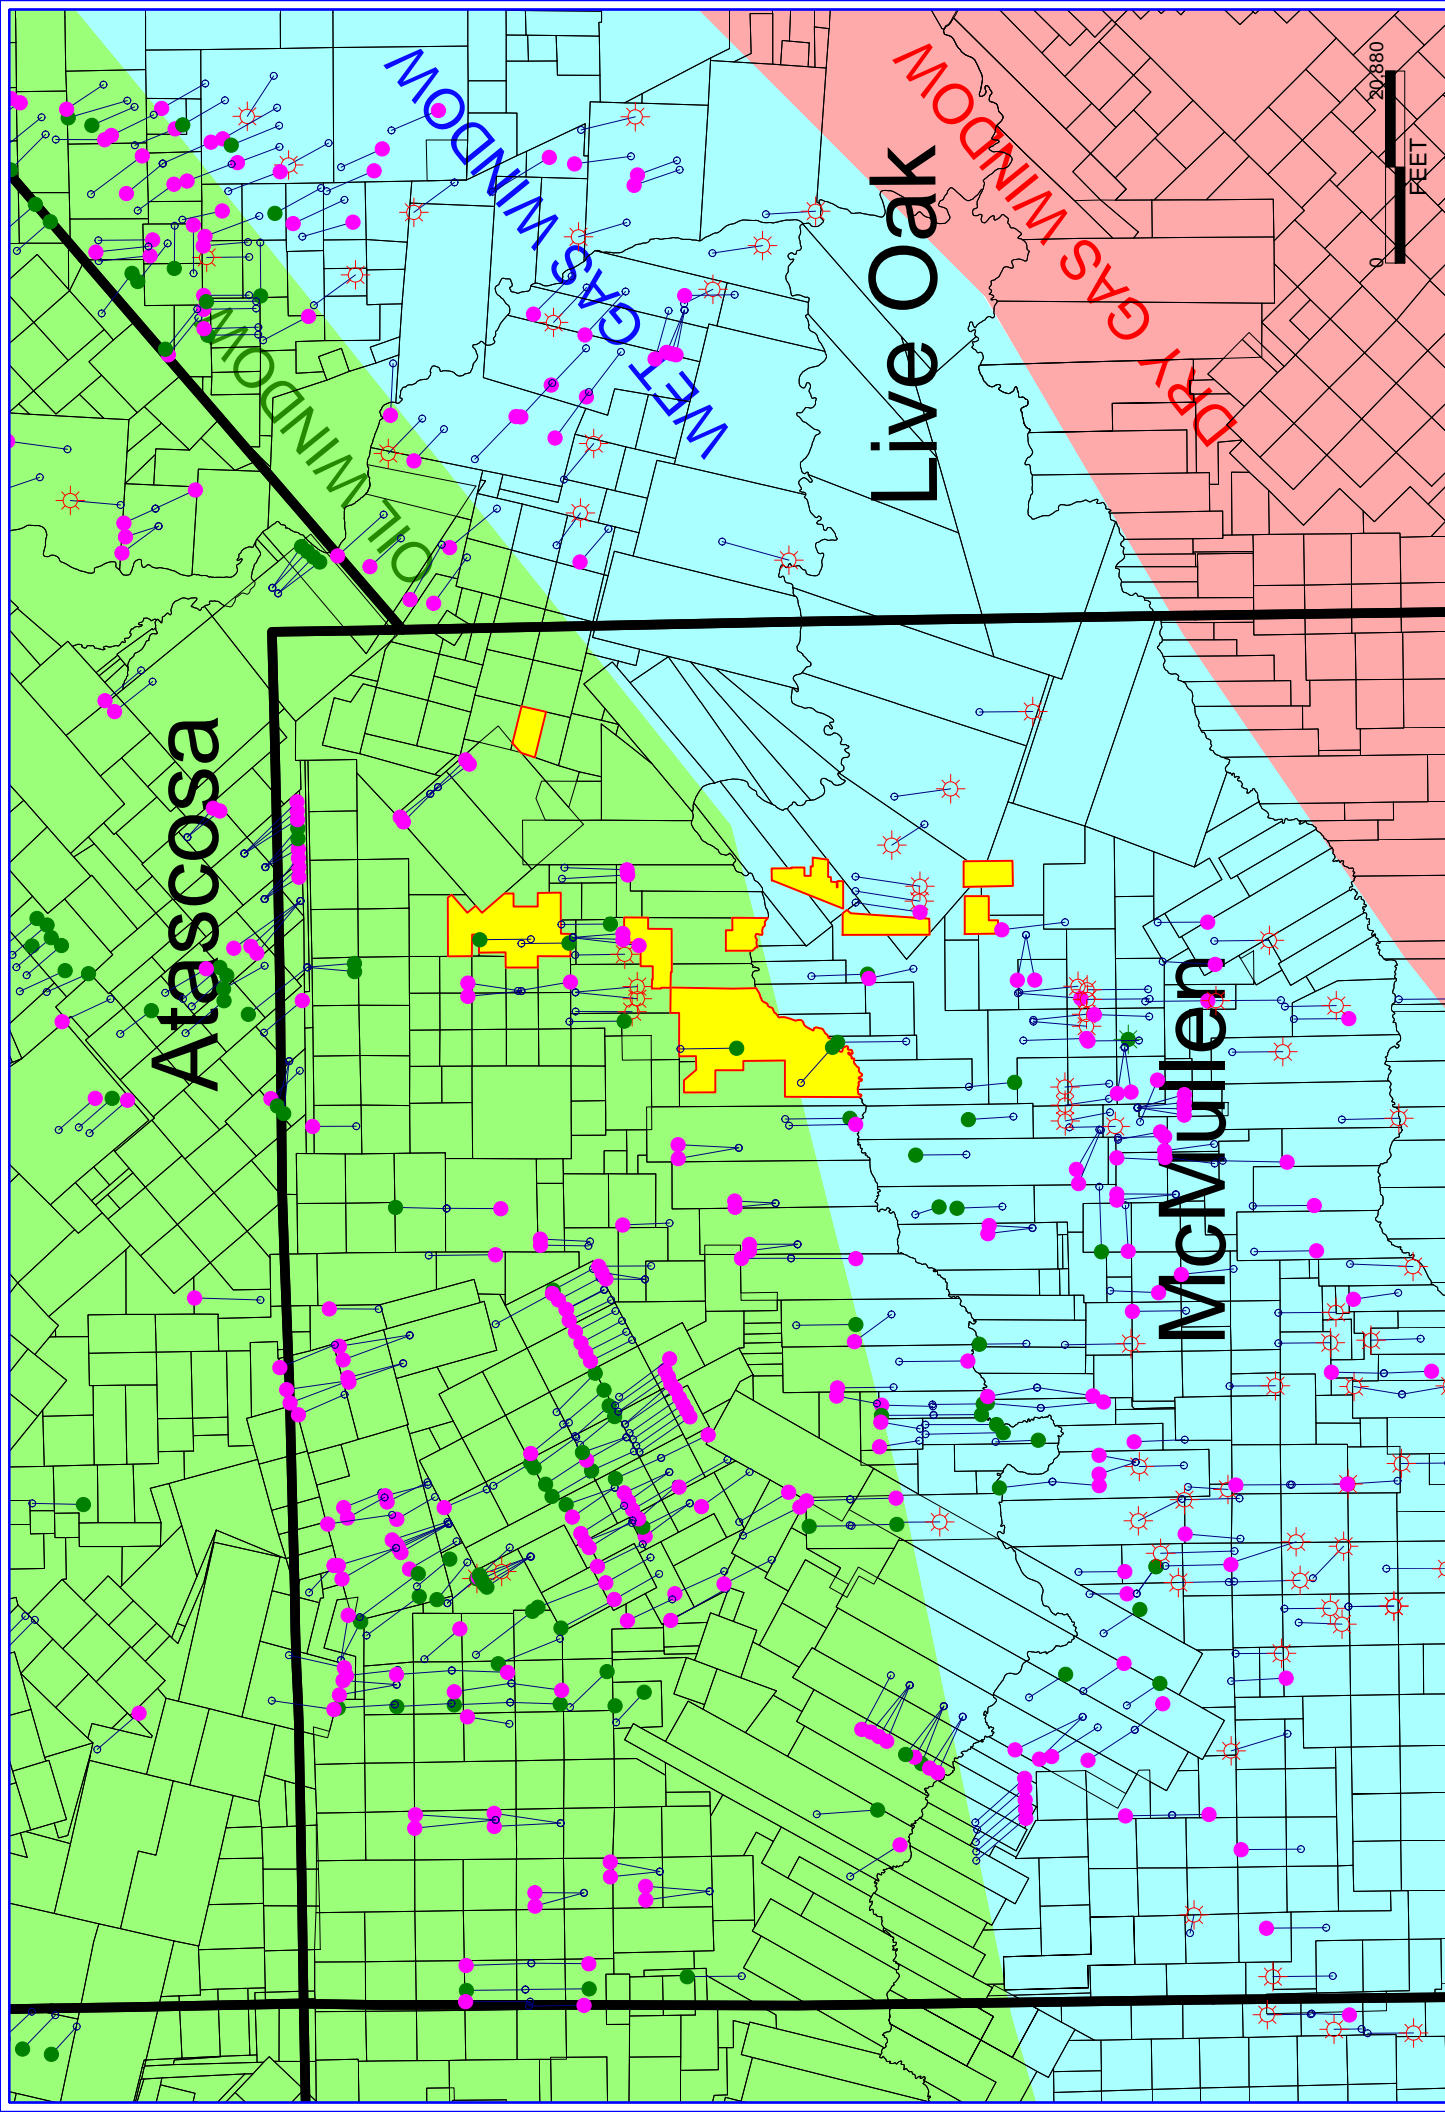 Atascosa
Live Oak
McMullen
OIL WINDOW
WET GAS WINDOW
DRY GAS WINDOW
0
20,880
FEET